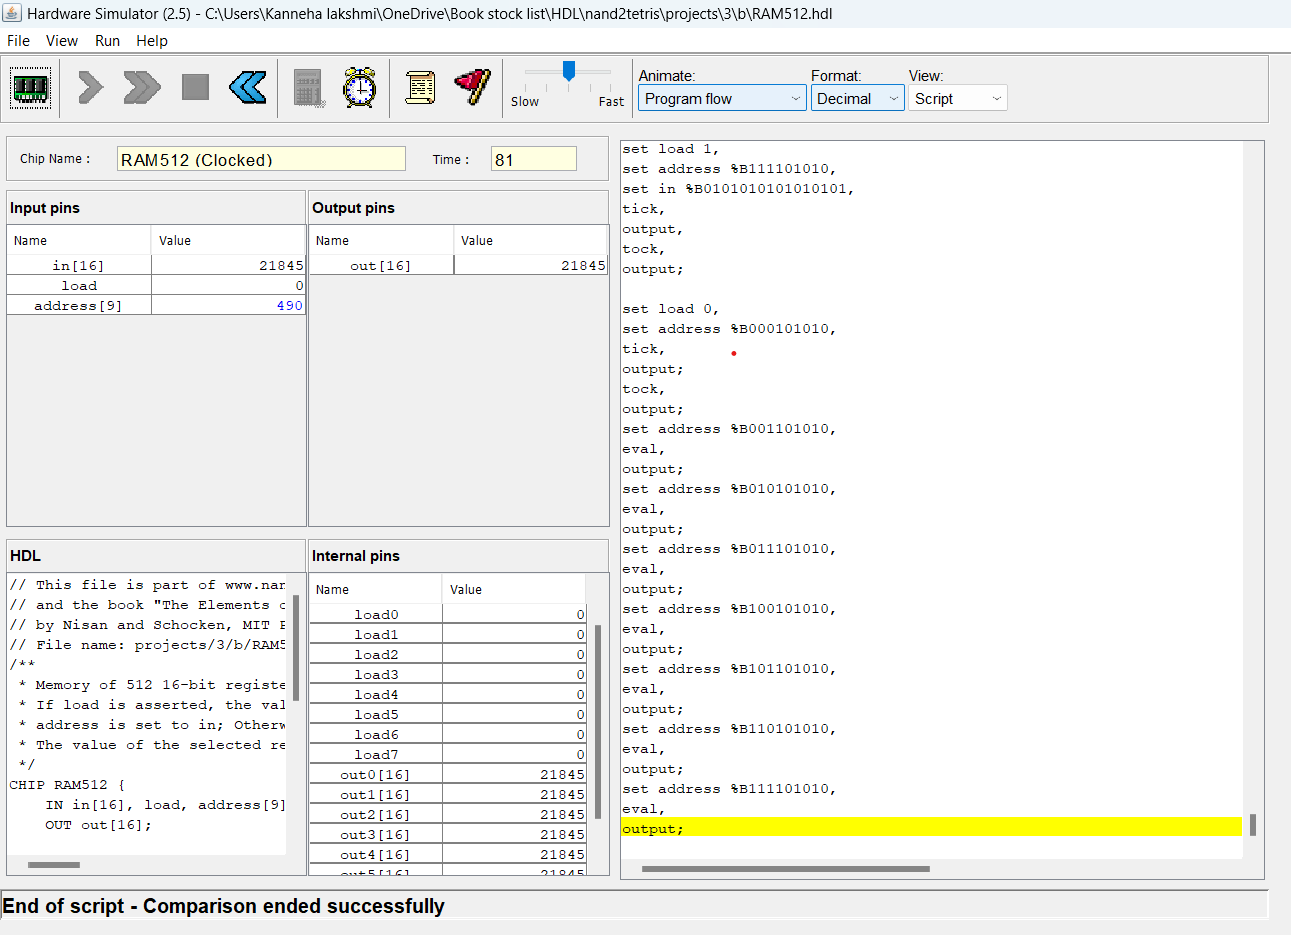 Hardware Simulator (2.5) - C:\Users\Kanneha lakshmi\OneDrive\Book stock list\HDL\nand2tetris\projects\3\b\RAM512.hdl
File View Run Help
Slow Fast
Animate: Format: View:
Program flow Decimal Script
Chip Name : RAM512 (Clocked) Time : 81
Input pins
Name Value
in[16] 21845
load 0
address[9] 490
Output pins
Name Value
out[16] 21845
HDL
// This file is part of www.nan
// and the book "The Elements o
// by Nisan and Schocken, MIT P
// File name: projects/3/b/RAM5
/**
* Memory of 512 16-bit registe
* If load is asserted, the val
* address is set to in; Otherw
* The value of the selected re
*/
CHIP RAM512 {
IN in[16], load, address[9]
OUT out[16];
Internal pins
Name Value
load0 0
load1 0
load2 0
load3 0
load4 0
load5 0
load6 0
load7 0
out0[16] 21845
out1[16] 21845
out2[16] 21845
out3[16] 21845
out4[16] 21845
out5[16] 21845
set load 1,
set address %B111101010,
set in %B0101010101010101,
tick,
output,
tock,
output;
set load 0,
set address %B000101010,
tick,
output;
tock,
output;
set address %B001101010,
eval,
output;
set address %B010101010,
eval,
output;
set address %B011101010,
eval,
output;
set address %B100101010,
eval,
output;
set address %B101101010,
eval,
output;
set address %B110101010,
eval,
output;
set address %B111101010,
eval,
output;
End of script - Comparison ended successfully